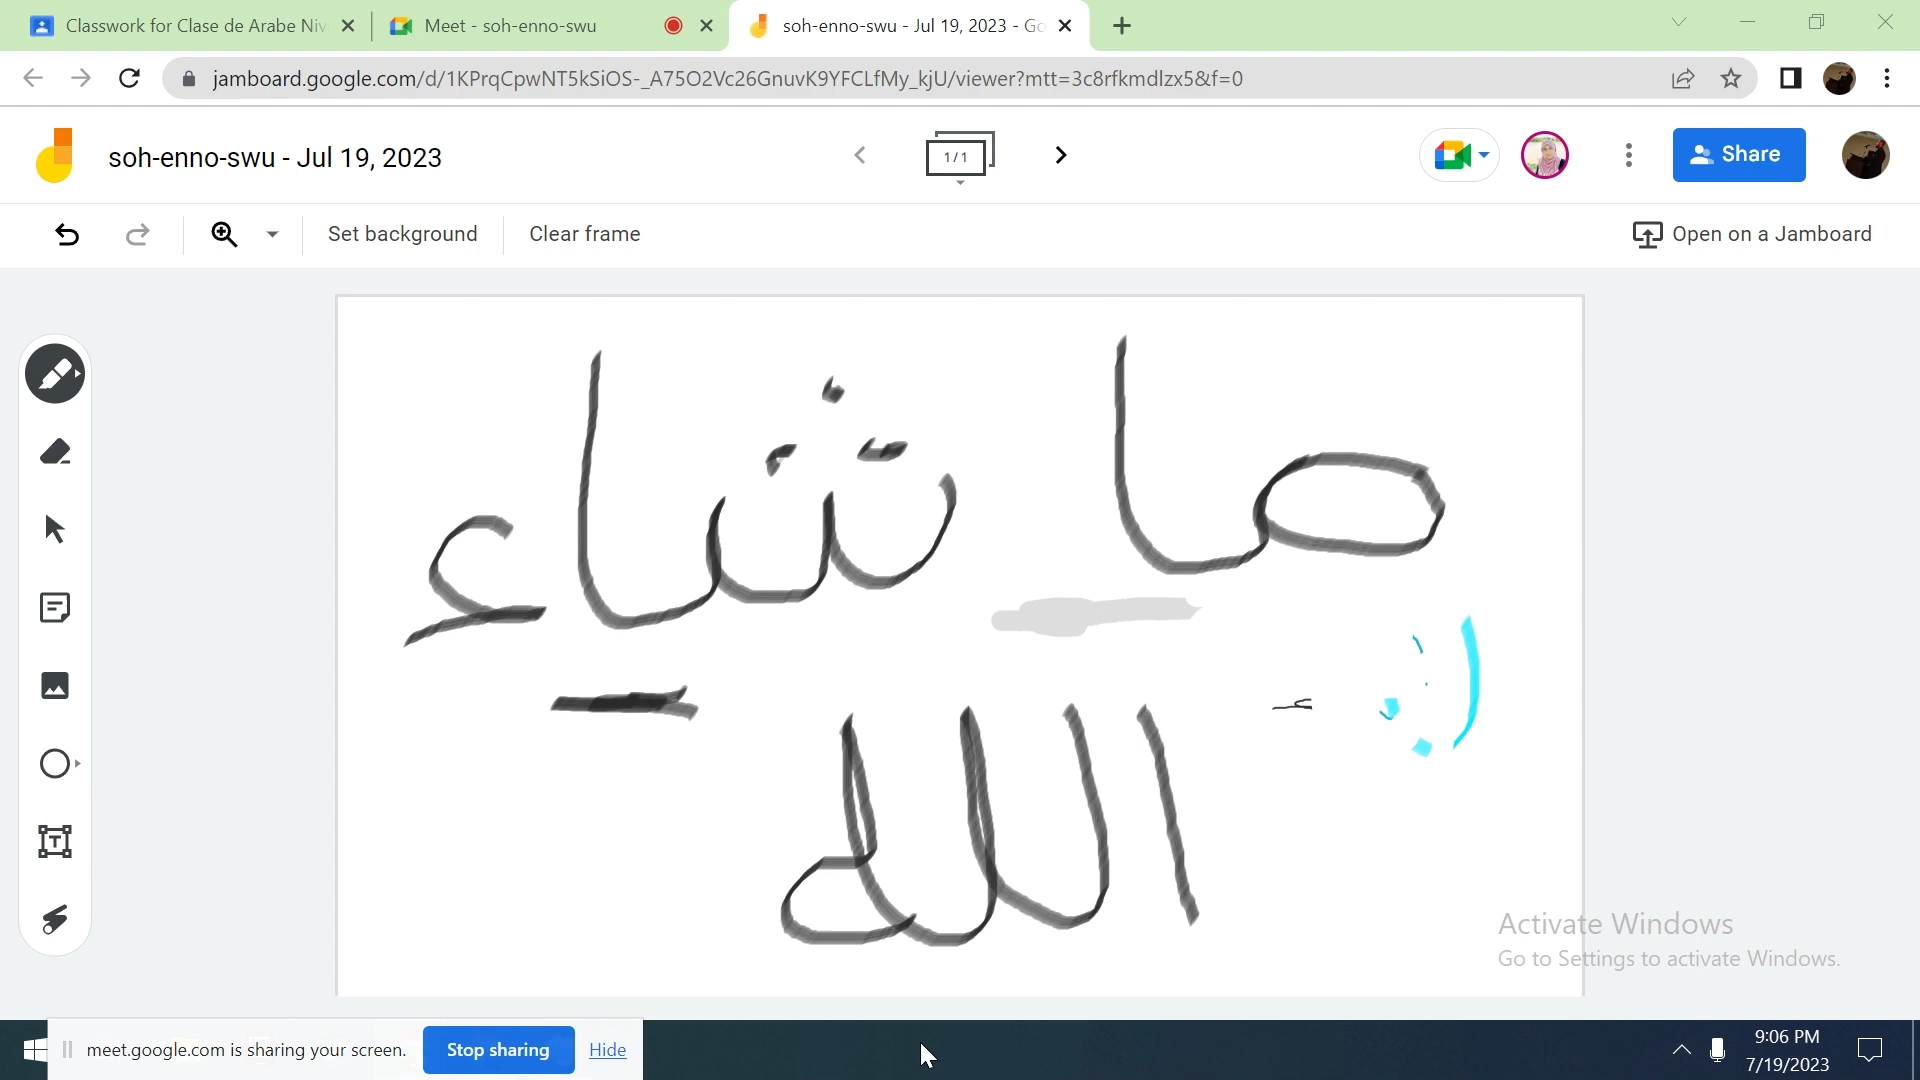 Classwork for Clase de Arabe Niv
Meet - soh-enno-swu
soh-enno-swu - Jul 19, 2023 - Go
jamboard.google.com/d/1KPrqCpwNT5kSiOS-_A75O2Vc26GnuvK9YFCLfMy_kjU/viewer?mtt=3c8rfkmdlzx5&f=0
soh-enno-swu - Jul 19, 2023
1/1
Share
Set background
Clear frame
Open on a Jamboard
ما شاء
الله
Activate Windows
Go to Settings to activate Windows.
meet.google.com is sharing your screen.
Stop sharing
Hide
9:06 PM
7/19/2023